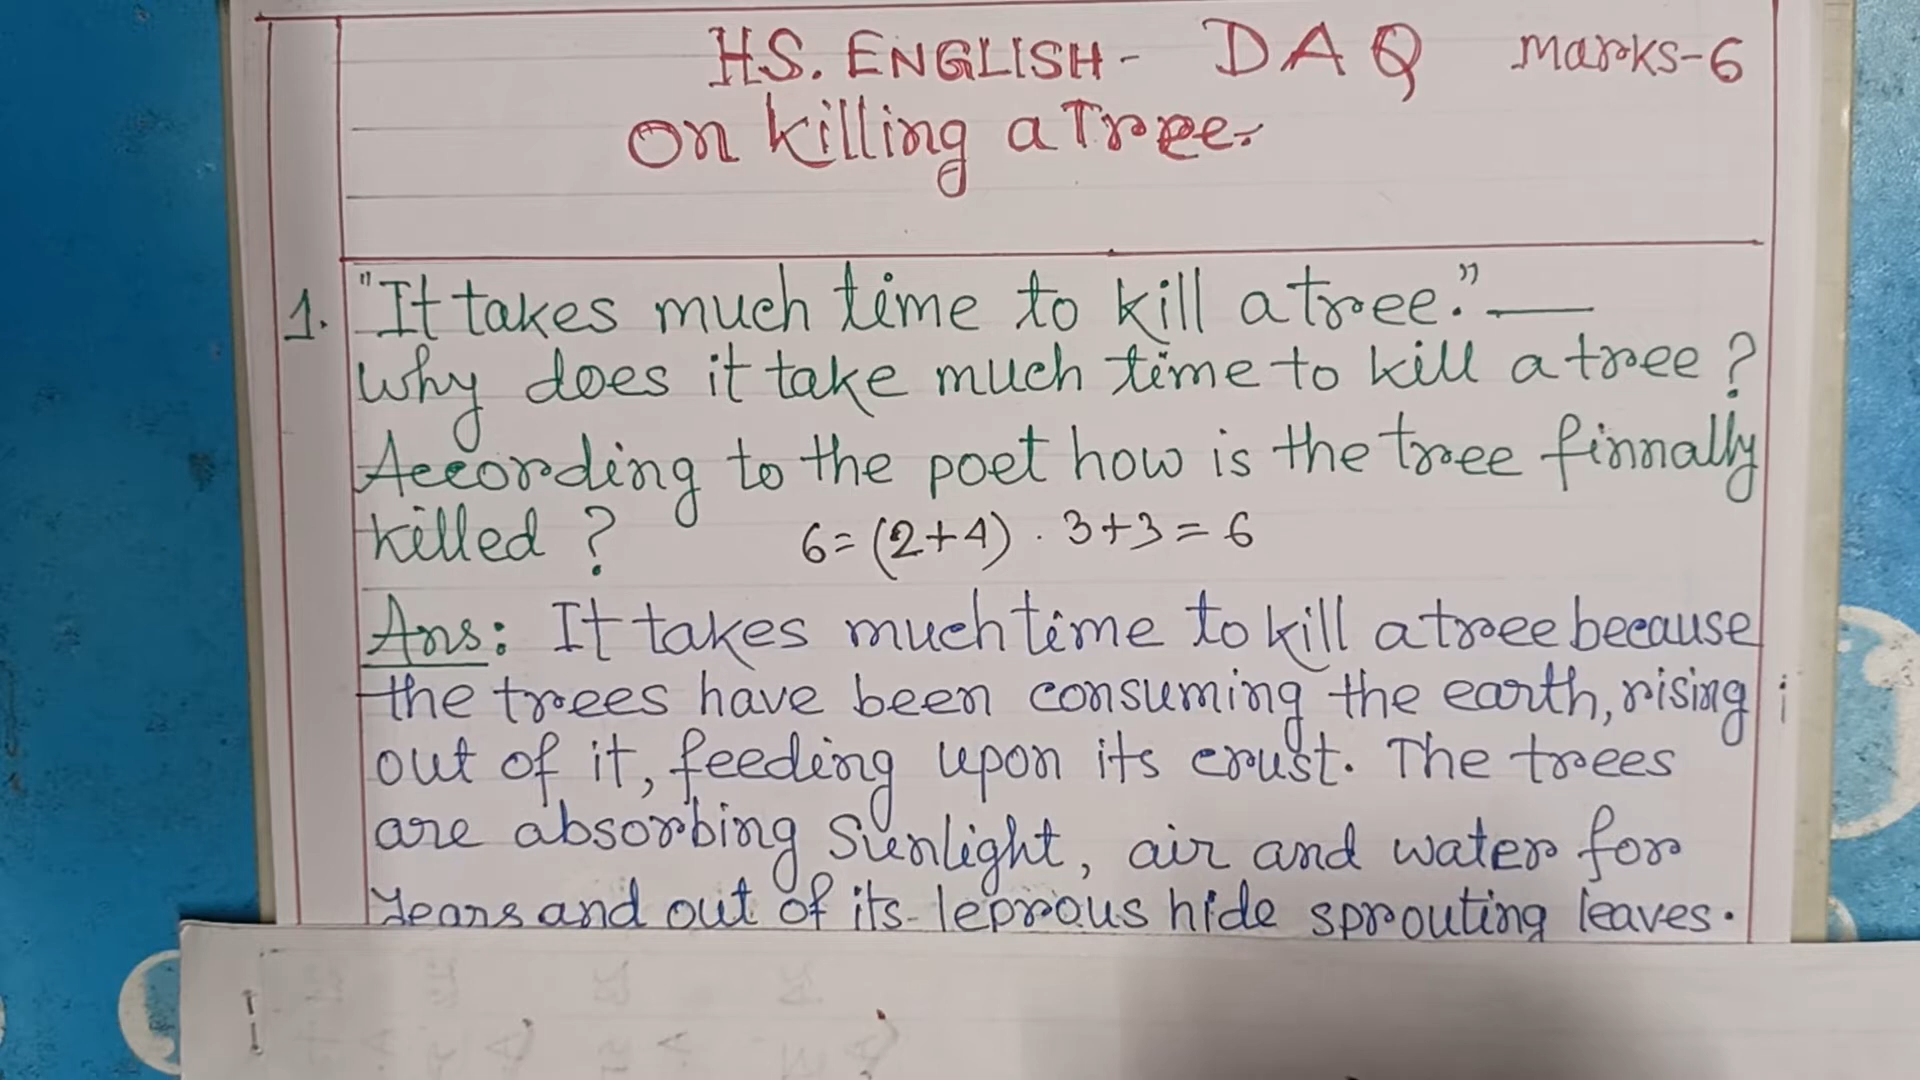 HS. ENGLISH - DAQ Marks-6
On Killing a Tree.
1. "It takes much time to kill a tree." —
Why does it take much time to kill a tree?
According to the poet how is the tree finnally
killed? 6=(2+4) . 3+3=6
Ans: It takes much time to kill a tree because
the trees have been consuming the earth, rising
out of it, feeding upon its crust. The trees
are absorbing Sunlight, air and water for
years and out of its leprous hide sprouting leaves.